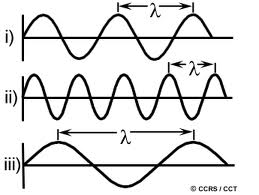 λ
i)
λ
ii)
λ
iii)
© CCRS / CCT